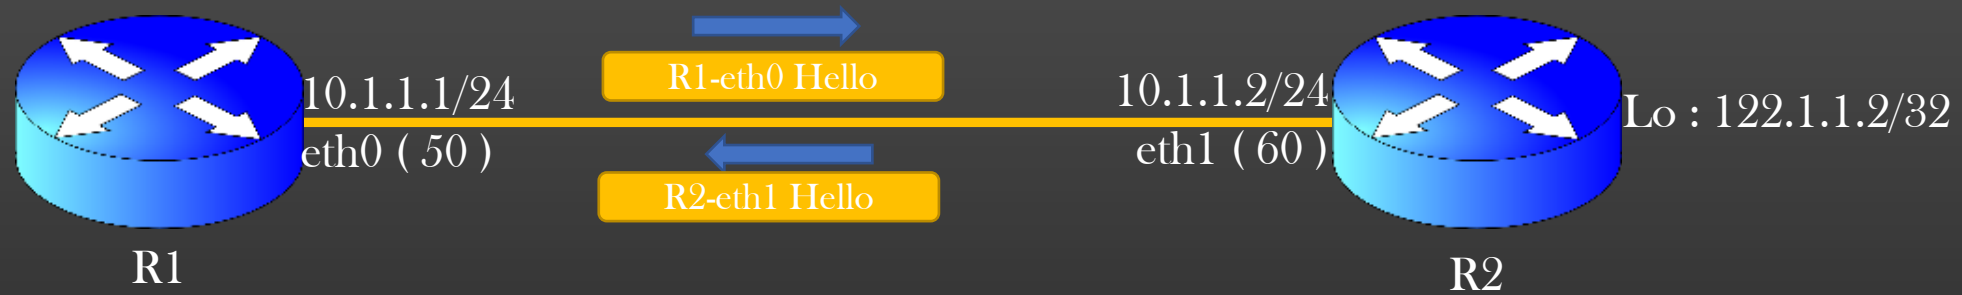 R1-eth0 Hello
10.1.1.1/24
10.1.1.2/24
Lo : 122.1.1.2/32
eth0 ( 50 )
eth1 ( 60 )
R2-eth1 Hello
R1
R2